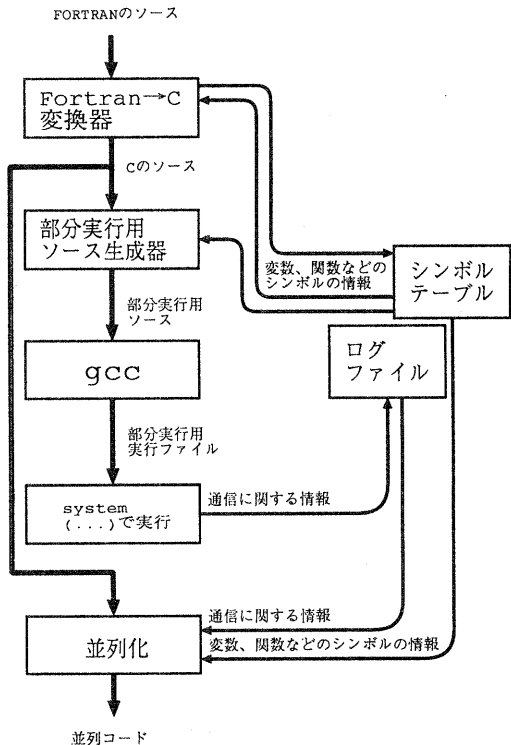 FORTRANのソース
Fortran→C
変換器
Cのソース
部分実行用
ソース生成器
変数、関数などの
シンボルの情報
シンボル
テーブル
部分実行用
ソース
ログ
ファイル
gcc
部分実行用
実行ファイル
system
(...)で実行
通信に関する情報
通信に関する情報
並列化
変数、関数などのシンボルの情報
並列コード